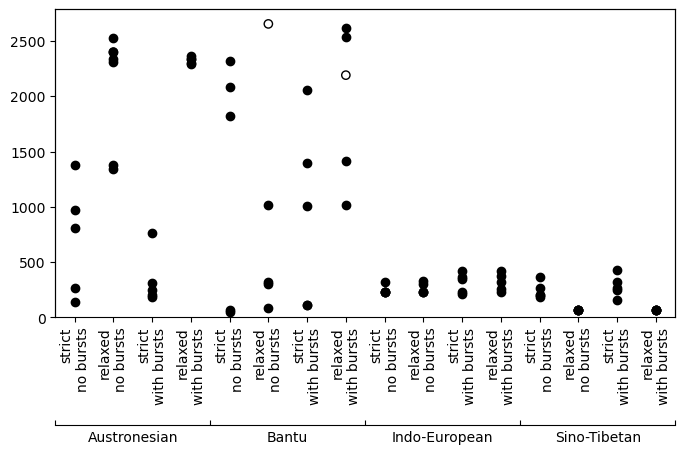 2500
2000
1500
1000
500
0
strict
no bursts
relaxed
no bursts
strict
with bursts
relaxed
with bursts
strict
no bursts
relaxed
no bursts
strict
with bursts
relaxed
with bursts
strict
no bursts
relaxed
no bursts
strict
with bursts
relaxed
with bursts
strict
no bursts
relaxed
no bursts
strict
with bursts
relaxed
with bursts
Austronesian
Bantu
Indo-European
Sino-Tibetan